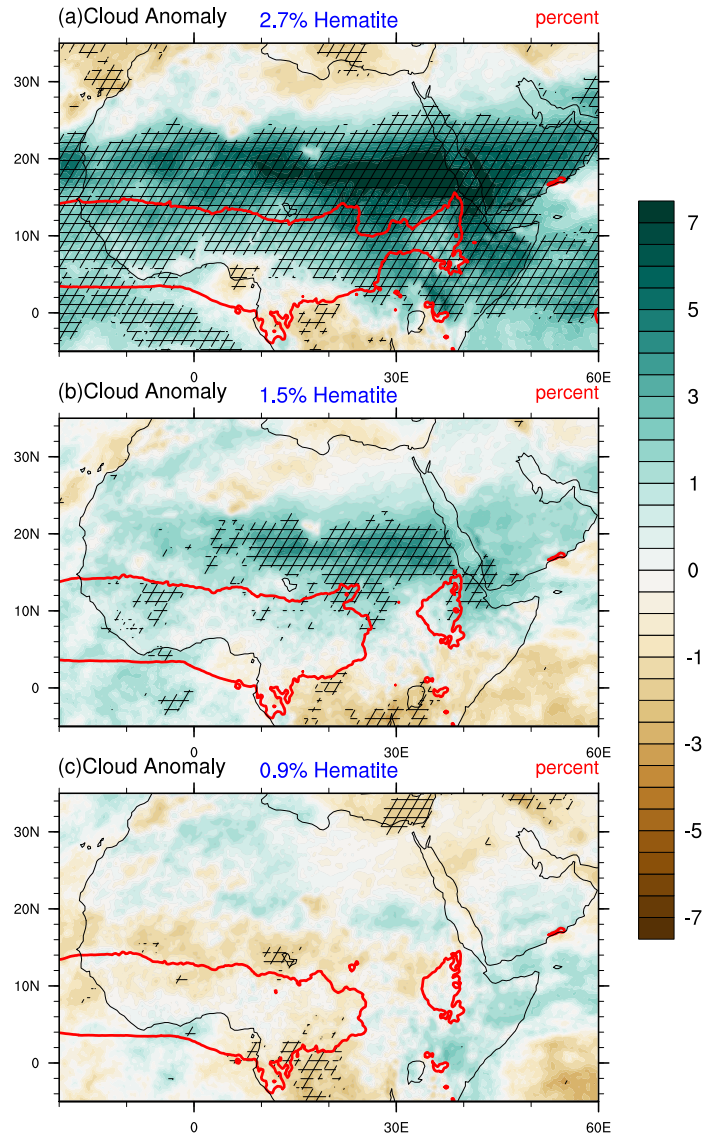 (a)Cloud Anomaly 2.7% Hematite percent
30N
20N
10N
0
0 30E 60E
(b)Cloud Anomaly 1.5% Hematite percent
30N
20N
10N
0
0 30E 60E
(c)Cloud Anomaly 0.9% Hematite percent
30N
20N
10N
0
0 30E 60E
7
5
3
1
0
-1
-3
-5
-7